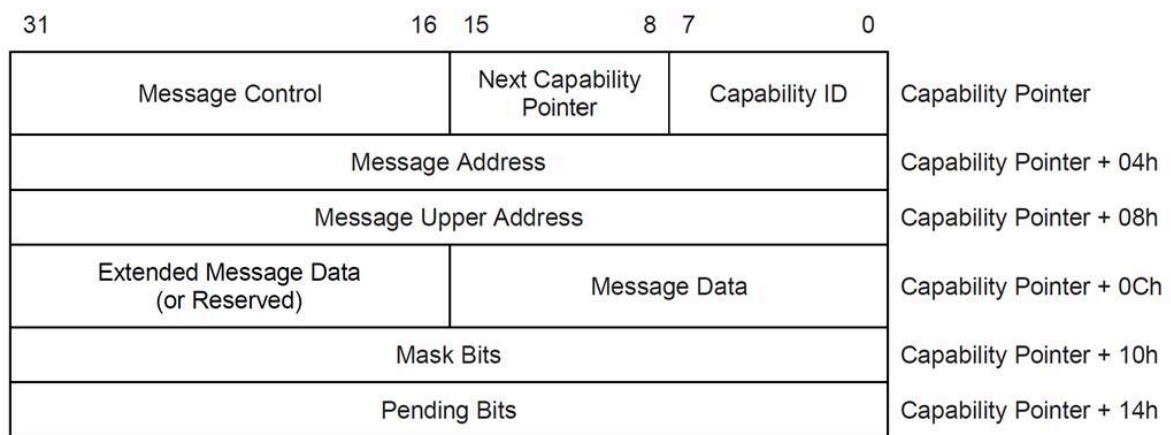 31 16 15 8 7 0
Message Control
Next Capability
Pointer
Capability ID
Capability Pointer
Message Address
Capability Pointer + 04h
Message Upper Address
Capability Pointer + 08h
Extended Message Data
(or Reserved)
Message Data
Capability Pointer + 0Ch
Mask Bits
Capability Pointer + 10h
Pending Bits
Capability Pointer + 14h